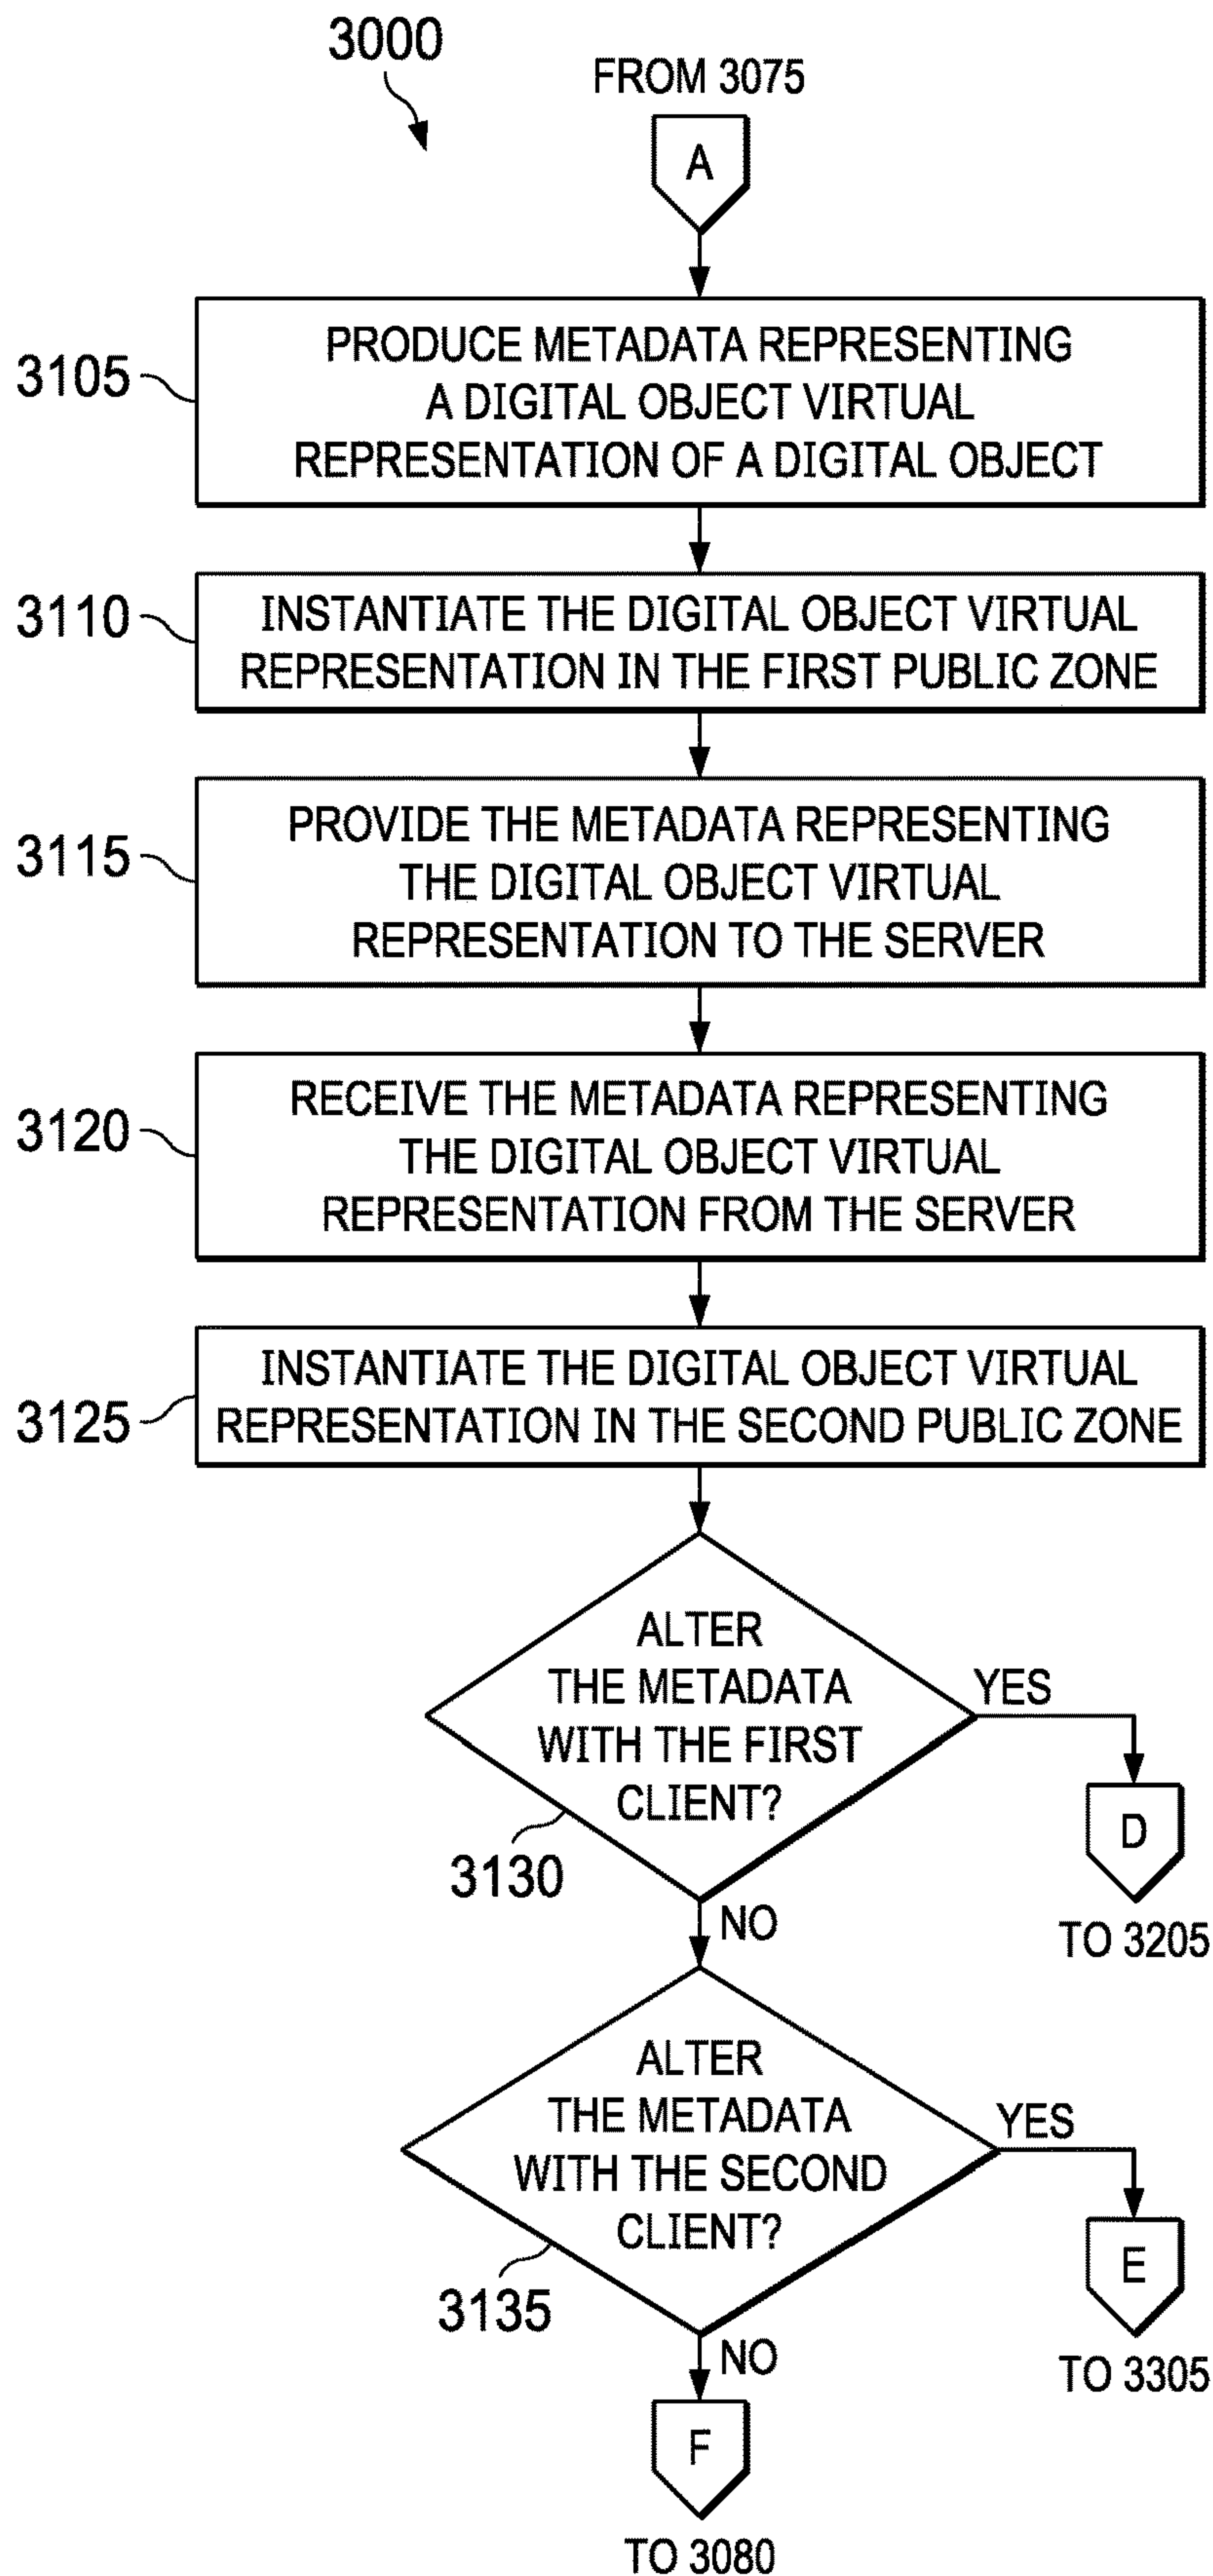 3000
FROM 3075
A
3105
PRODUCE METADATA REPRESENTING
A DIGITAL OBJECT VIRTUAL
REPRESENTATION OF A DIGITAL OBJECT
3110
INSTANTIATE THE DIGITAL OBJECT VIRTUAL
REPRESENTATION IN THE FIRST PUBLIC ZONE
3115
PROVIDE THE METADATA REPRESENTING
THE DIGITAL OBJECT VIRTUAL
REPRESENTATION TO THE SERVER
3120
RECEIVE THE METADATA REPRESENTING
THE DIGITAL OBJECT VIRTUAL
REPRESENTATION FROM THE SERVER
3125
INSTANTIATE THE DIGITAL OBJECT VIRTUAL
REPRESENTATION IN THE SECOND PUBLIC ZONE
ALTER
THE METADATA
WITH THE FIRST
CLIENT?
3130
YES
D
TO 3205
NO
ALTER
THE METADATA
WITH THE SECOND
CLIENT?
3135
YES
E
TO 3305
NO
F
TO 3080